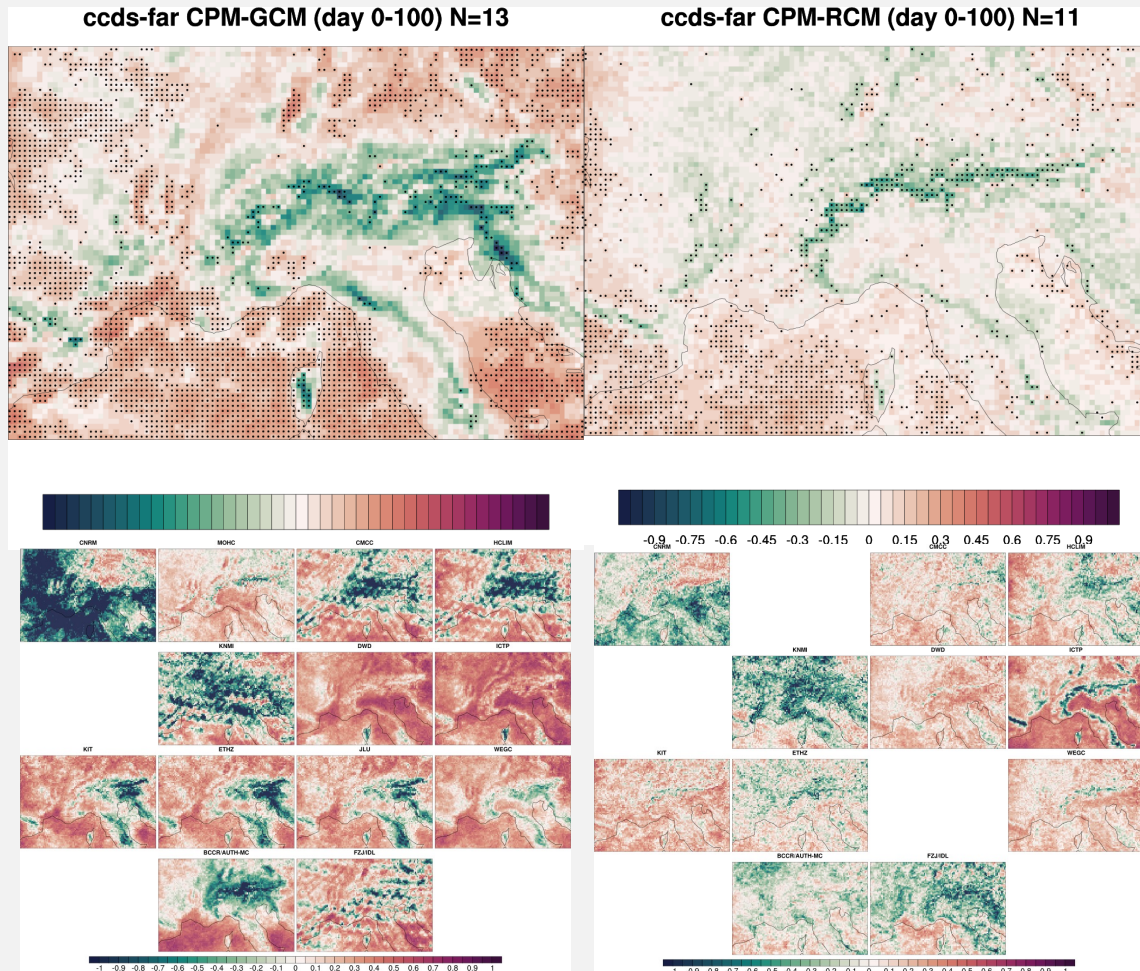 ccds-far CPM-GCM (day 0-100) N=13
ccds-far CPM-RCM (day 0-100) N=11
-0.9 -0.75 -0.6 -0.45 -0.3 -0.15 0 0.15 0.3 0.45 0.6 0.75 0.9
CNRM MOHC CMCC HCLIM
KNMI DWD ICTP
KIT ETHZ JLU WEGC
BCCR/AUTH-MC FZJ/IDL
-1 -0.9 -0.8 -0.7 -0.6 -0.5 -0.4 -0.3 -0.2 -0.1 0 0.1 0.2 0.3 0.4 0.5 0.6 0.7 0.8 0.9 1
CNRM CMCC HCLIM
KNMI DWD ICTP
KIT ETHZ WEGC
BCCR/AUTH-MC FZJ/IDL